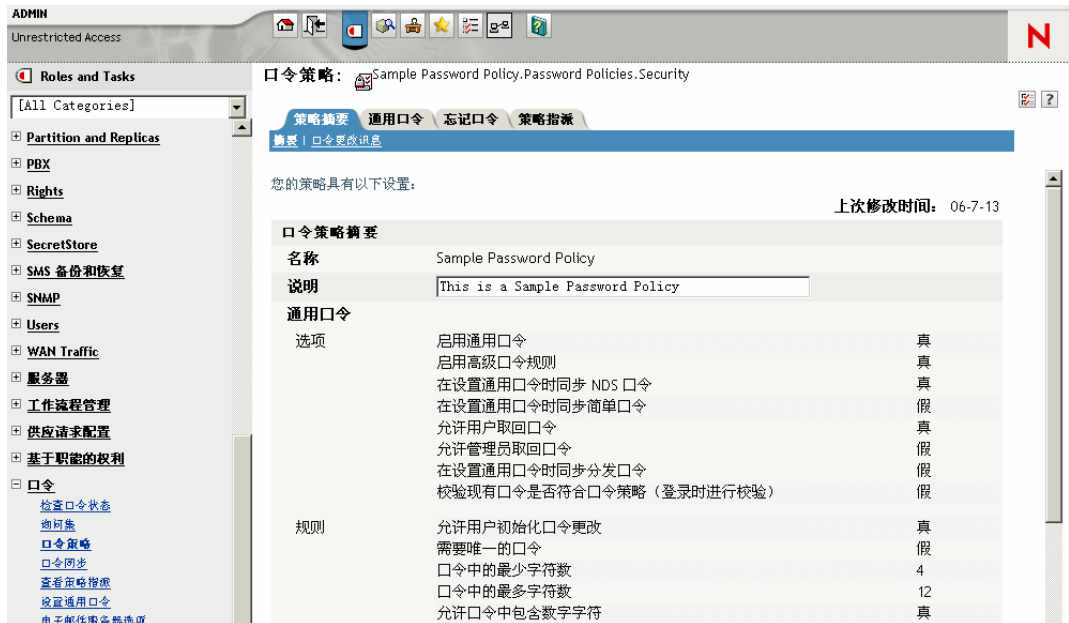 ADMIN
Unrestricted Access
N
Roles and Tasks
[All Categories]
Partition and Replicas
PBX
Rights
Schema
SecretStore
SMS 备份和恢复
SNMP
Users
WAN Traffic
服务器
工作流程管理
供应请求配置
基于职能的权利
口令
检查口令状态
询问集
口令策略
口令同步
查看策略指派
设置通用口令
电子邮件服务器选项
口令策略: Sample Password Policy.Password Policies.Security
策略摘要 通用口令 忘记口令 策略指派
摘要 | 口令更改讯息
您的策略具有以下设置:
上次修改时间: 06-7-13
口令策略摘要
名称 Sample Password Policy
说明 This is a Sample Password Policy
通用口令
选项 启用通用口令 真
启用高级口令规则 真
在设置通用口令时同步 NDS 口令 真
在设置通用口令时同步简单口令 假
允许用户取回口令 真
允许管理员取回口令 假
在设置通用口令时同步分发口令 假
校验现有口令是否符合口令策略（登录时进行校验） 假
规则 允许用户初始化口令更改 真
需要唯一的口令 假
口令中的最少字符数 4
口令中的最多字符数 12
允许口令中包含数字字符 真